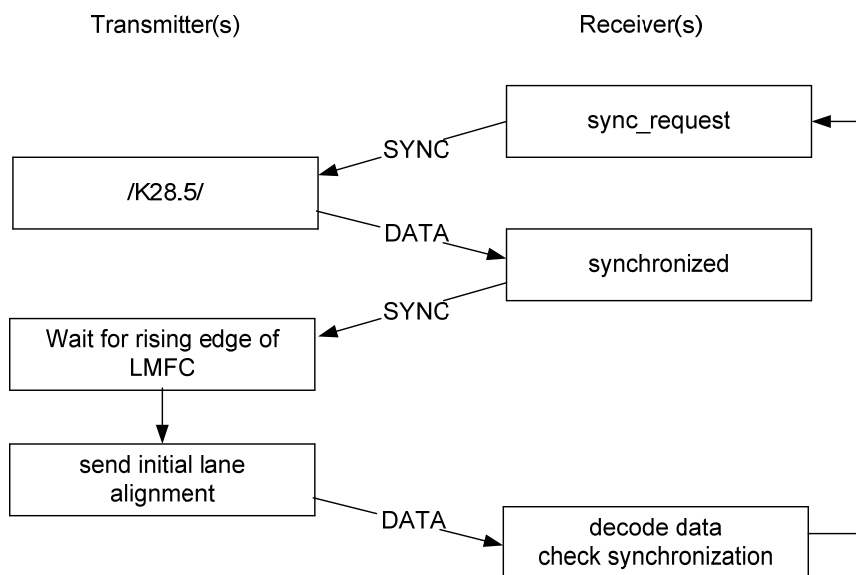 Transmitter(s)
Receiver(s)
sync_request
SYNC
/K28.5/
DATA
synchronized
SYNC
Wait for rising edge of
LMFC
send initial lane
alignment
DATA
decode data
check synchronization